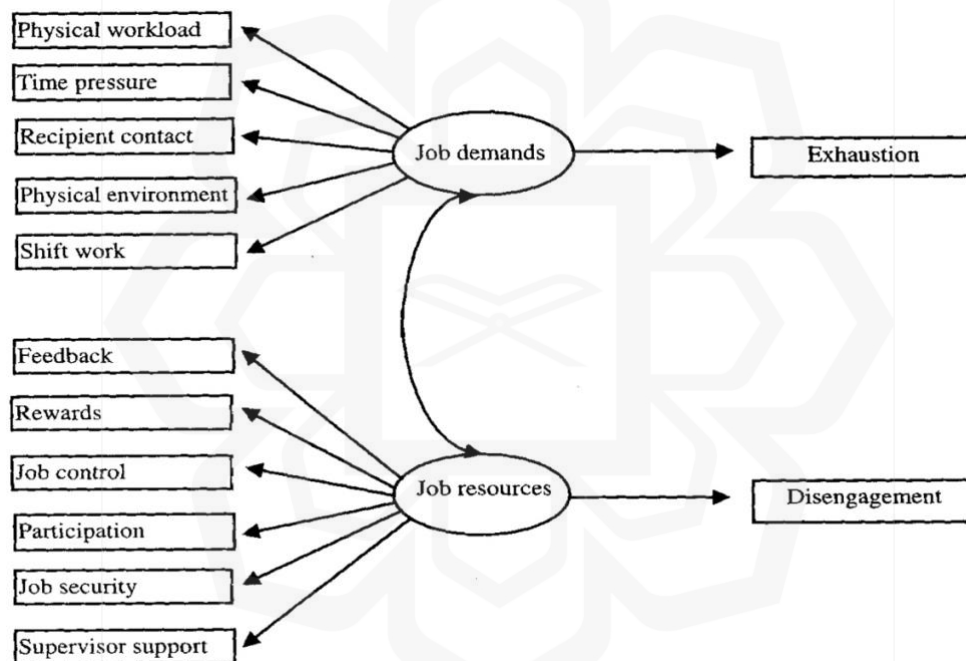 Physical workload
Time pressure
Recipient contact
Physical environment
Shift work
Job demands
Exhaustion
Feedback
Rewards
Job control
Participation
Job security
Supervisor support
Job resources
Disengagement